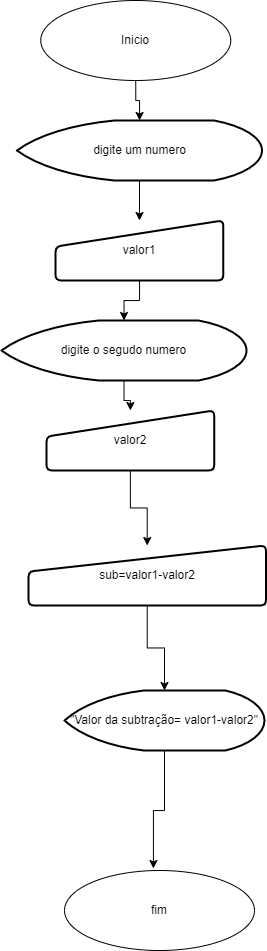 Inicio
digite um numero
valor1
digite o segudo numero
valor2
sub=valor1-valor2
"Valor da subtração= valor1-valor2"
fim